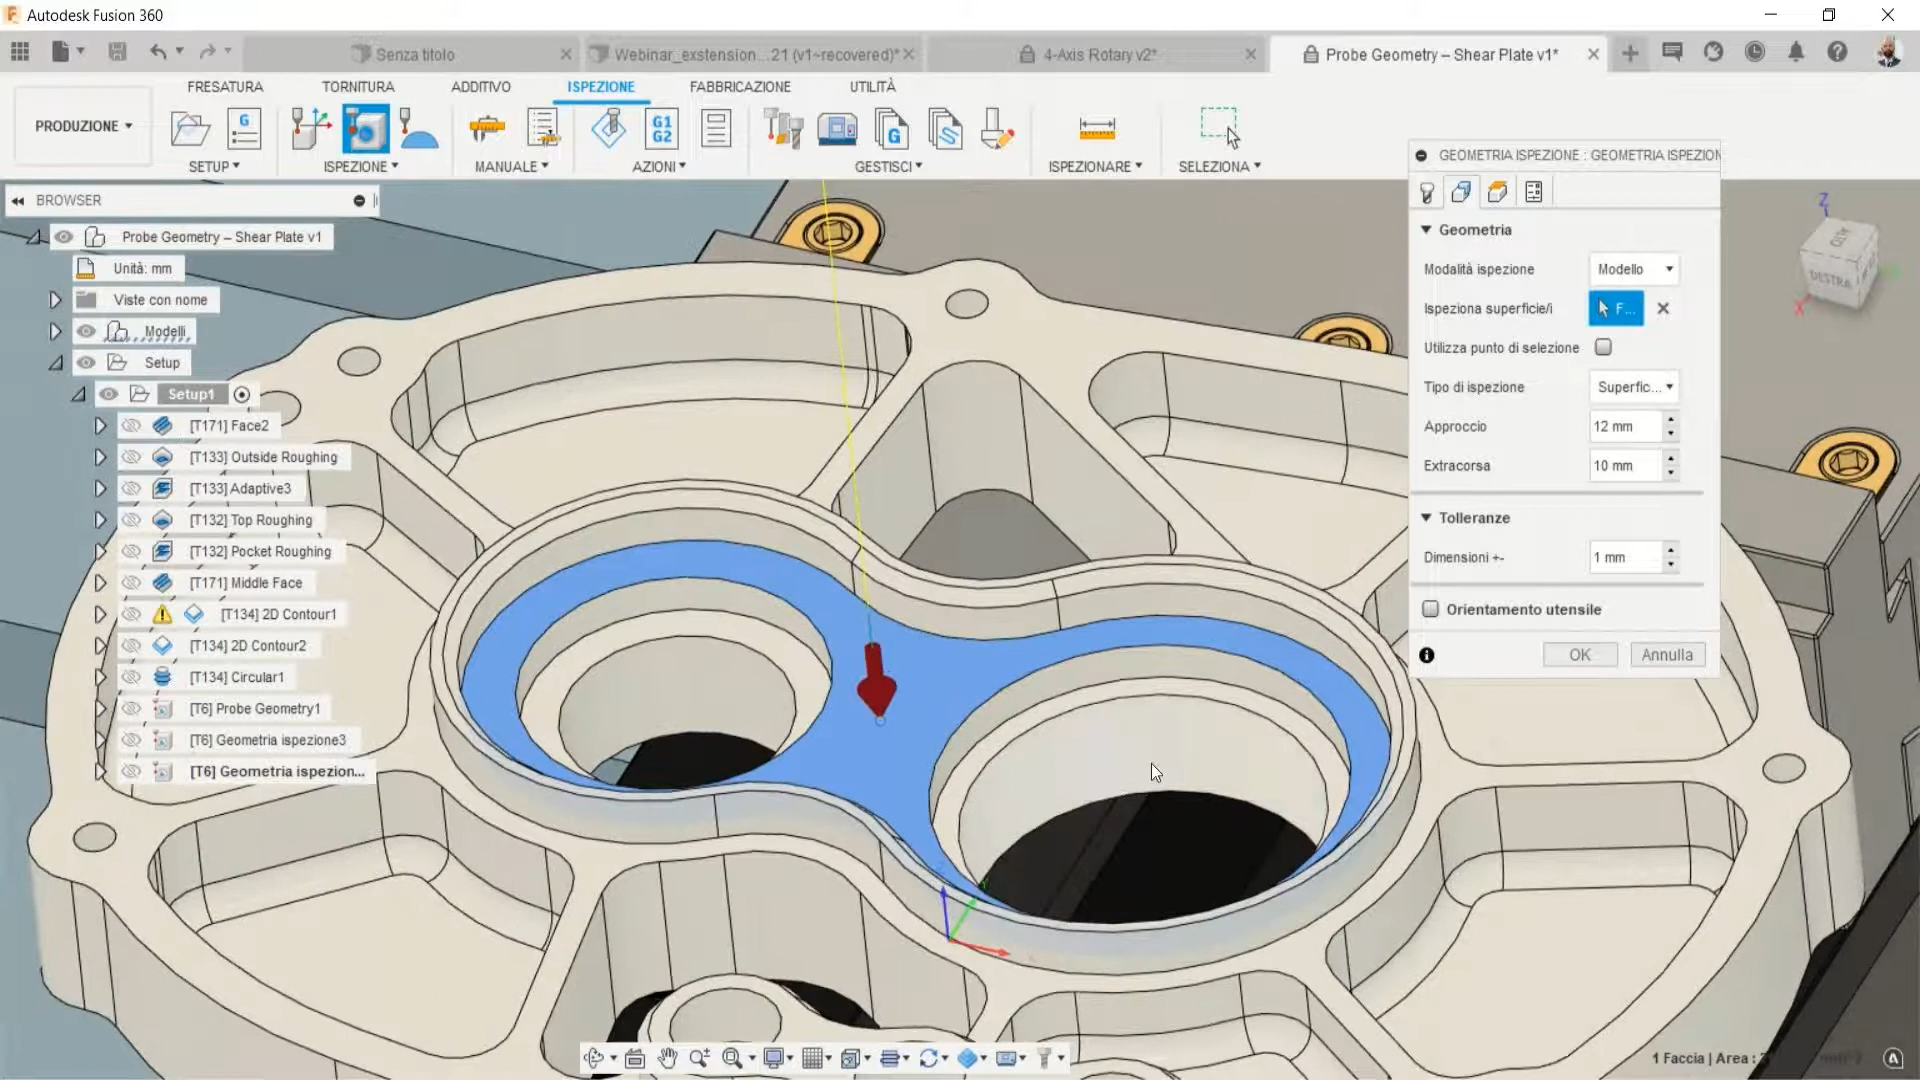 Autodesk Fusion 360
Senza titolo
Webinar_exstension...21 (v1~recovered)*
4-Axis Rotary v2*
Probe Geometry – Shear Plate v1*
FRESATURA TORNITURA ADDITIVO ISPEZIONE FABBRICAZIONE UTILITÀ
PRODUZIONE
G
G1
G2
G
SETUP ISPEZIONE MANUALE AZIONI GESTISCI ISPEZIONARE SELEZIONA
BROWSER
Probe Geometry – Shear Plate v1
Unità: mm
Viste con nome
Modelli
Setup
Setup1
[T171] Face2
[T133] Outside Roughing
[T133] Adaptive3
[T132] Top Roughing
[T132] Pocket Roughing
[T171] Middle Face
[T134] 2D Contour1
[T134] 2D Contour2
[T134] Circular1
[T6] Probe Geometry1
[T6] Geometria ispezione3
[T6] Geometria ispezion...
GEOMETRIA ISPEZIONE : GEOMETRIA ISPEZION
Geometria
Modalità ispezione Modello
Ispeziona superficie/i F...
Utilizza punto di selezione
Tipo di ispezione Superfic...
Approccio 12 mm
Extracorsa 10 mm
Tolleranze
Dimensioni +- 1 mm
Orientamento utensile
OK Annulla
Z
DESTRA
X
Y
1 Faccia | Area :